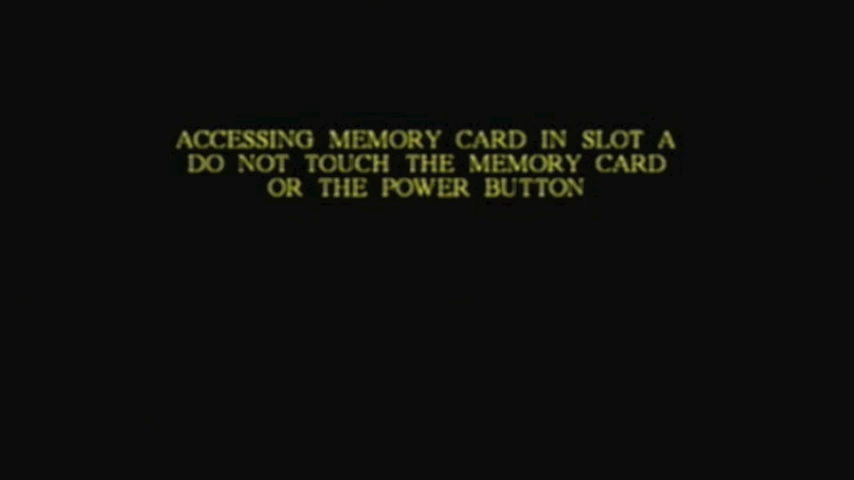 ACCESSING MEMORY CARD IN SLOT A
DO NOT TOUCH THE MEMORY CARD
OR THE POWER BUTTON